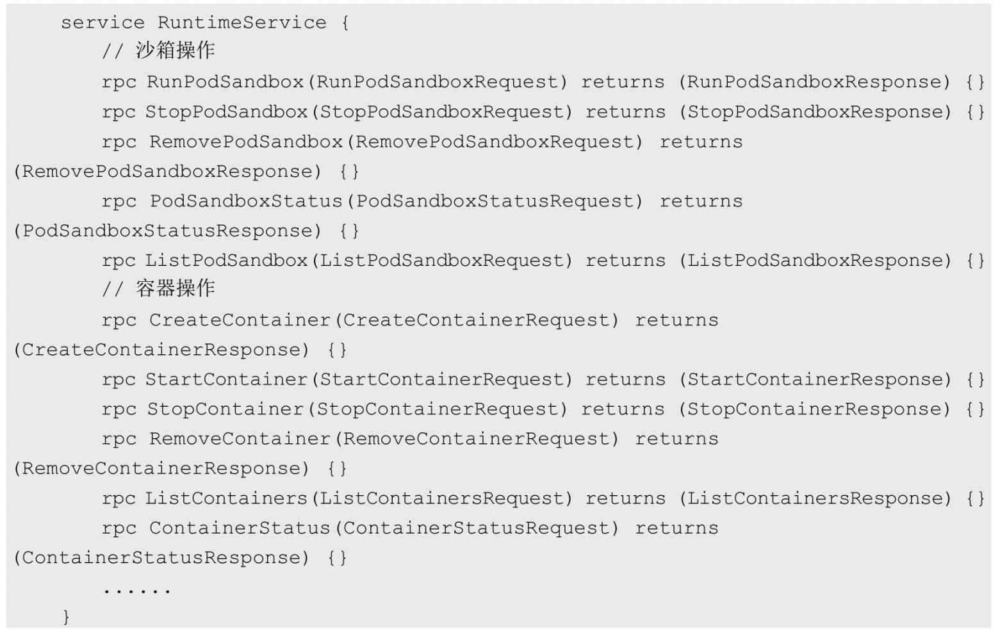 service RuntimeService {
// 沙箱操作
rpc RunPodSandbox(RunPodSandboxRequest) returns (RunPodSandboxResponse) {}
rpc StopPodSandbox(StopPodSandboxRequest) returns (StopPodSandboxResponse) {}
rpc RemovePodSandbox(RemovePodSandboxRequest) returns
(RemovePodSandboxResponse) {}
rpc PodSandboxStatus(PodSandboxStatusRequest) returns
(PodSandboxStatusResponse) {}
rpc ListPodSandbox(ListPodSandboxRequest) returns (ListPodSandboxResponse) {}
// 容器操作
rpc CreateContainer(CreateContainerRequest) returns
(CreateContainerResponse) {}
rpc StartContainer(StartContainerRequest) returns (StartContainerResponse) {}
rpc StopContainer(StopContainerRequest) returns (StopContainerResponse) {}
rpc RemoveContainer(RemoveContainerRequest) returns
(RemoveContainerResponse) {}
rpc ListContainers(ListContainersRequest) returns (ListContainersResponse) {}
rpc ContainerStatus(ContainerStatusRequest) returns
(ContainerStatusResponse) {}
......
}